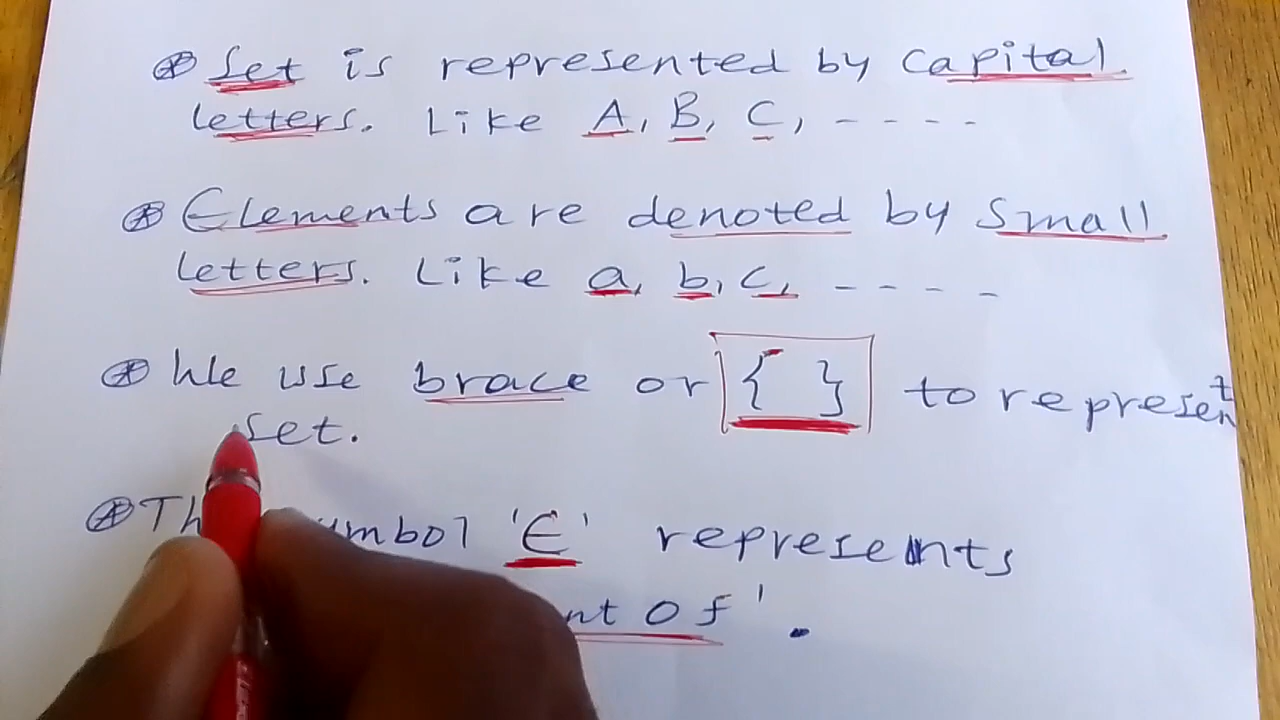 Set is represented by capital
letters. Like A, B, C, ----
Elements are denoted by small
letters. Like a, b, c, ----
We use brace or { } to represent
set.
Th ymbol '∈' represents
nt of'.